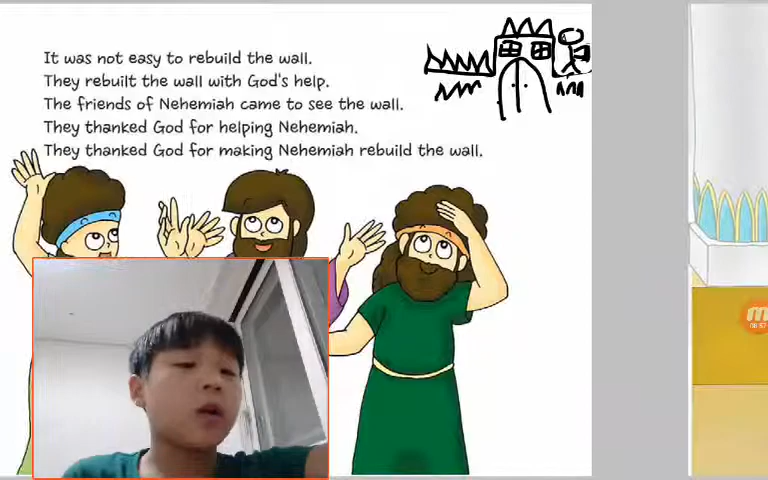 It was not easy to rebuild the wall.
They rebuilt the wall with God's help.
The friends of Nehemiah came to see the wall.
They thanked God for helping Nehemiah.
They thanked God for making Nehemiah rebuild the wall.